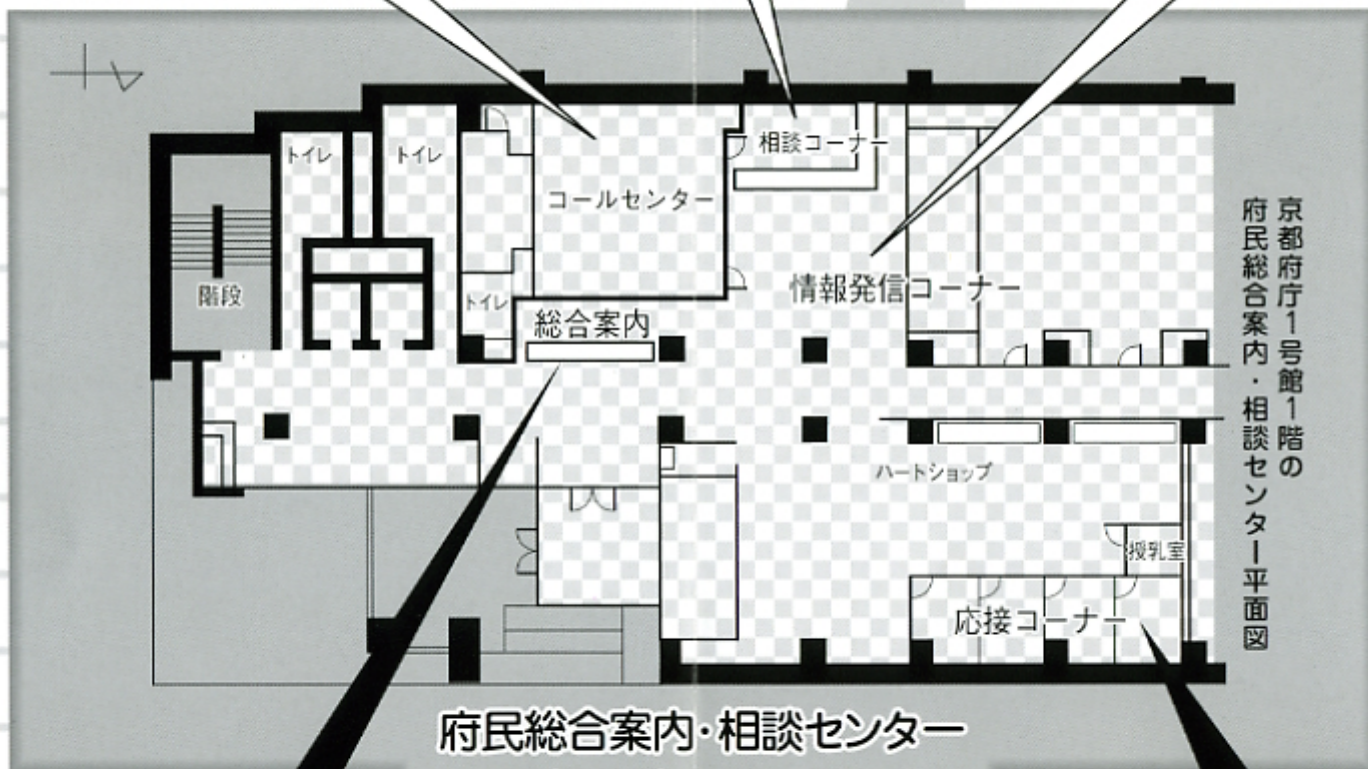 トイレ
トイレ
階段
トイレ
コールセンター
相談コーナー
情報発信コーナー
総合案内
ハートショップ
授乳室
応接コーナー
京都府庁1号館1階の
府民総合案内・相談センター平面図
府民総合案内・相談センター